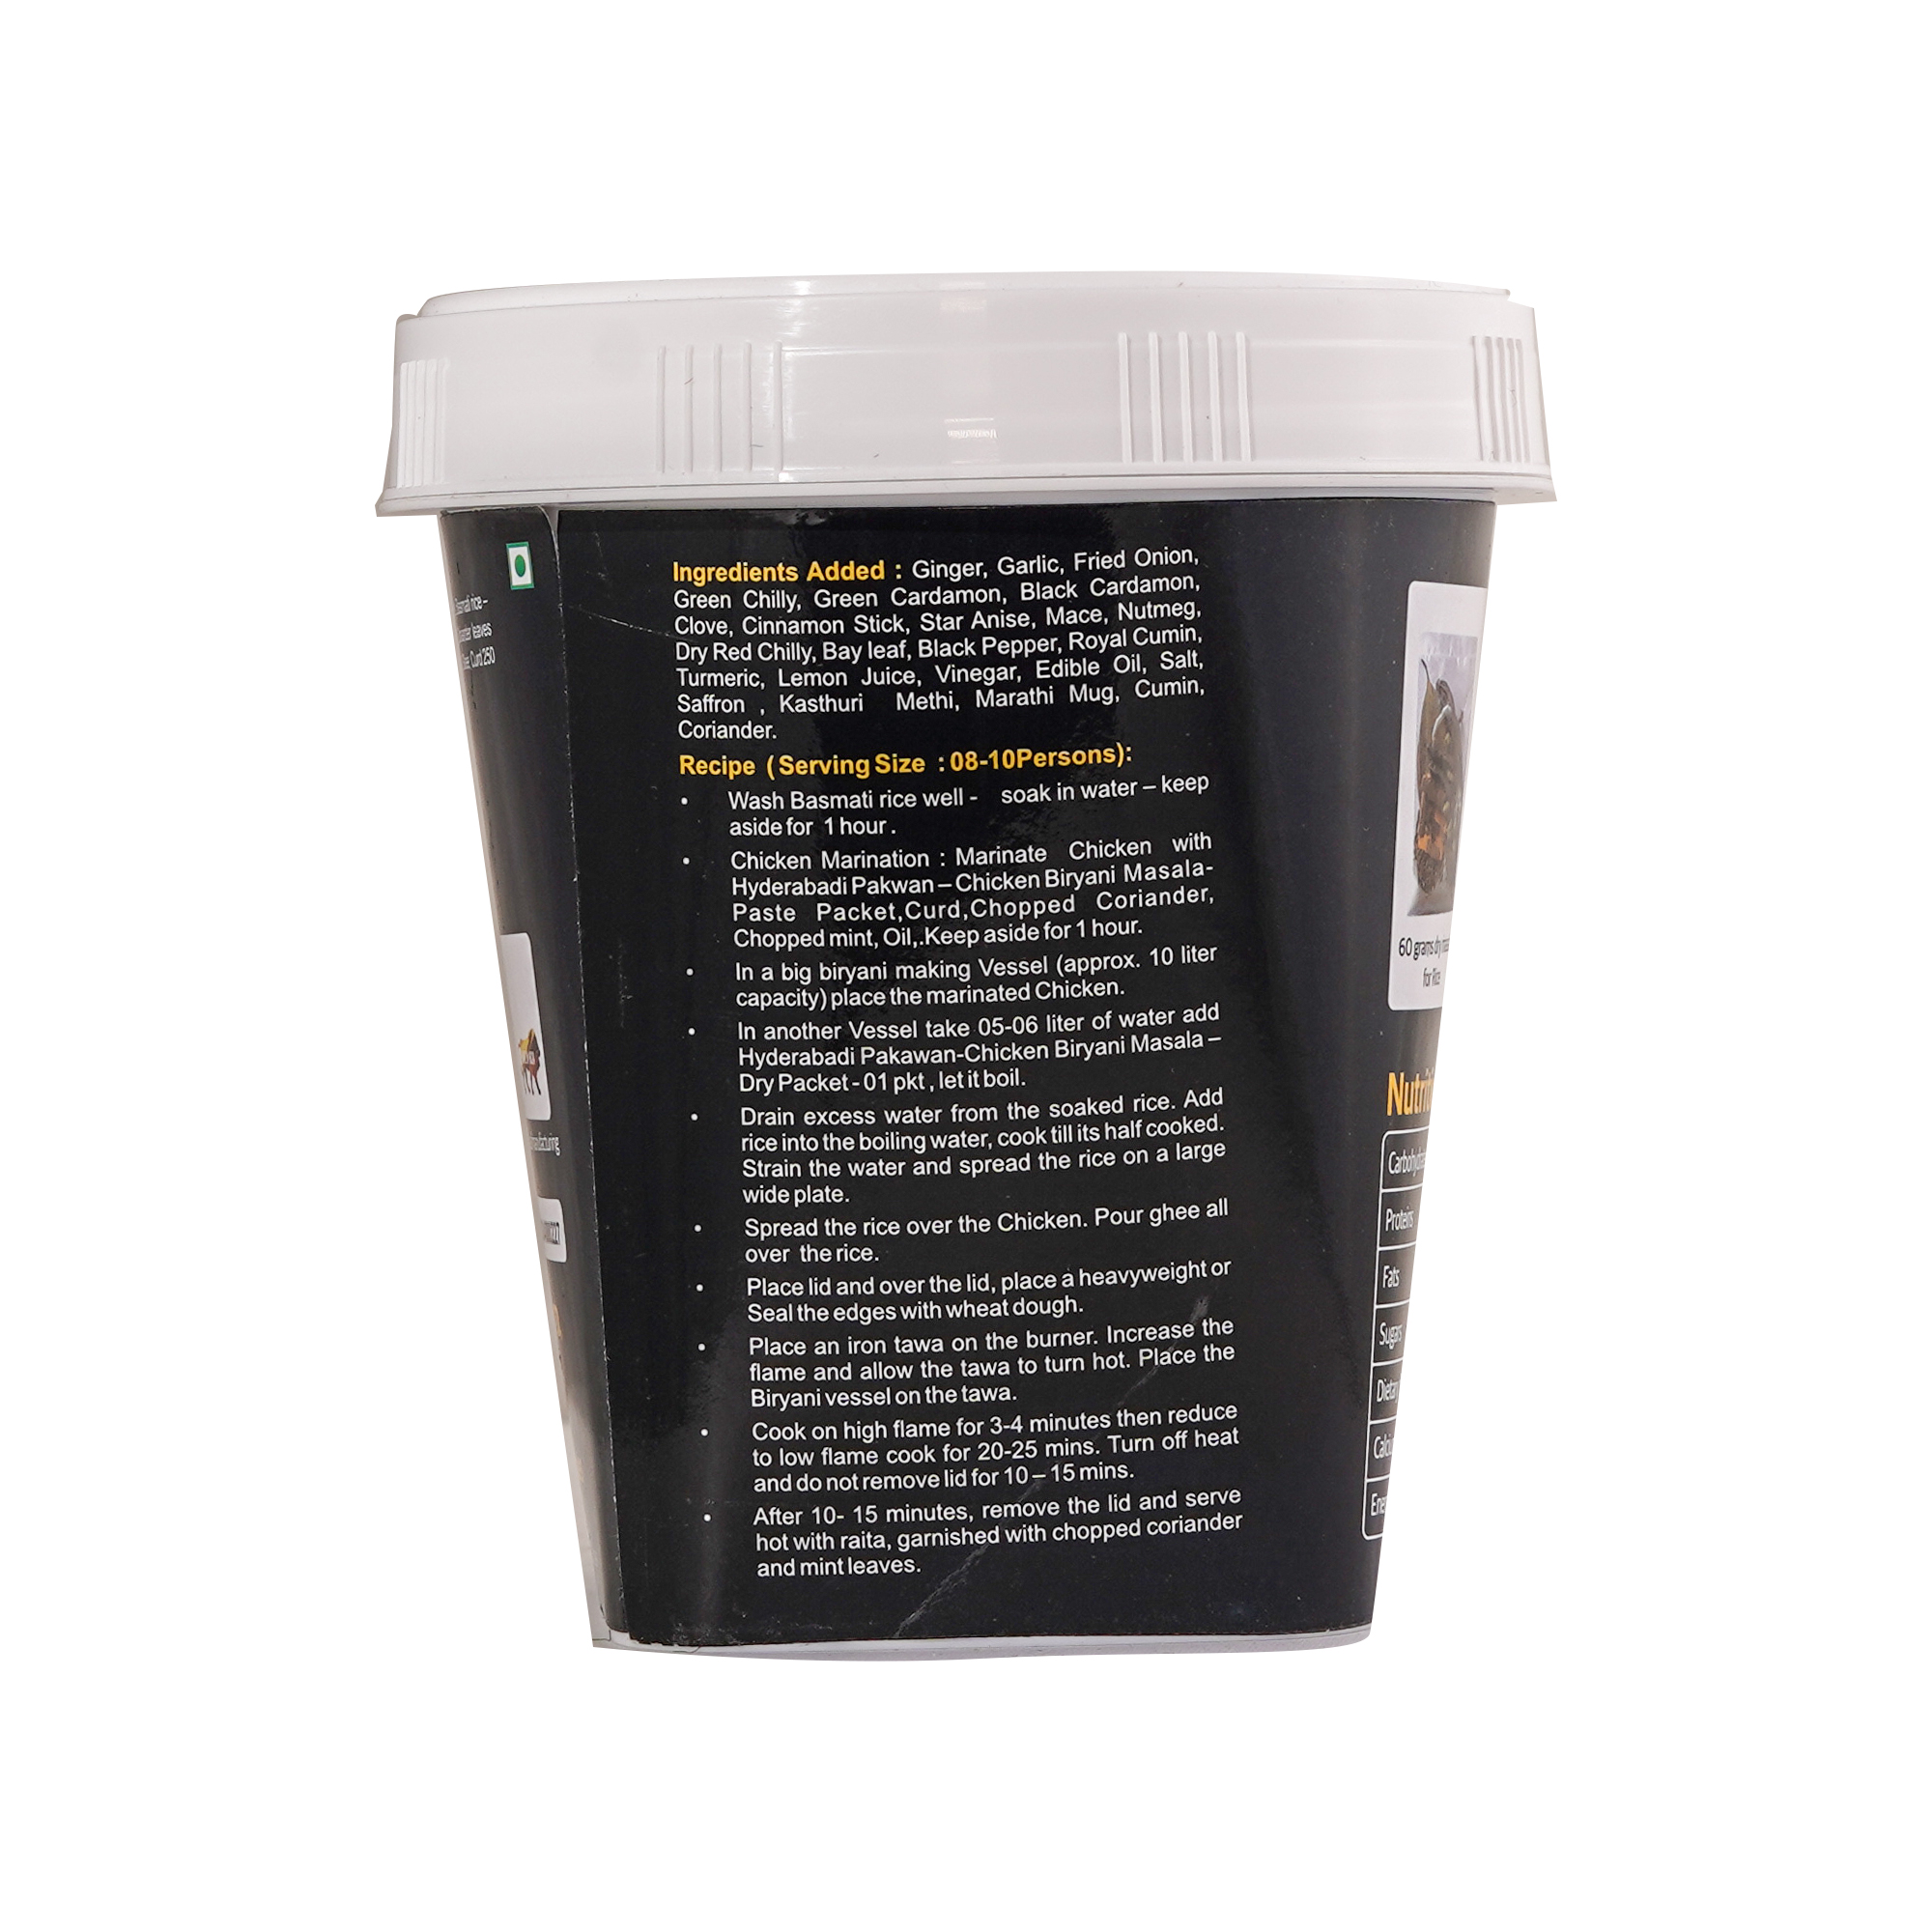 Ingredients Added : Ginger, Garlic, Fried Onion,
Green Chilly, Green Cardamon, Black Cardamon,
Clove, Cinnamon Stick, Star Anise, Mace, Nutmeg,
Dry Red Chilly, Bay leaf, Black Pepper, Royal Cumin,
Turmeric, Lemon Juice, Vinegar, Edible Oil, Salt,
Saffron , Kasthuri Methi, Marathi Mug, Cumin,
Coriander.
Recipe ( Serving Size : 08-10Persons):
• Wash Basmati rice well - soak in water – keep
aside for 1 hour .
• Chicken Marination : Marinate Chicken with
Hyderabadi Pakwan – Chicken Biryani Masala-
Paste Packet,Curd,Chopped Coriander,
Chopped mint, Oil,.Keep aside for 1 hour.
• In a big biryani making Vessel (approx. 10 liter
capacity) place the marinated Chicken.
• In another Vessel take 05-06 liter of water add
Hyderabadi Pakawan-Chicken Biryani Masala –
Dry Packet - 01 pkt , let it boil.
• Drain excess water from the soaked rice. Add
rice into the boiling water, cook till its half cooked.
Strain the water and spread the rice on a large
wide plate.
• Spread the rice over the Chicken. Pour ghee all
over the rice.
• Place lid and over the lid, place a heavyweight or
Seal the edges with wheat dough.
• Place an iron tawa on the burner. Increase the
flame and allow the tawa to turn hot. Place the
Biryani vessel on the tawa.
• Cook on high flame for 3-4 minutes then reduce
to low flame cook for 20-25 mins. Turn off heat
and do not remove lid for 10 – 15 mins.
• After 10- 15 minutes, remove the lid and serve
hot with raita, garnished with chopped coriander
and mint leaves.
rice –
leaves
Curd 250
60 grams dry
for Rice
Proteins
Fats
Sugars